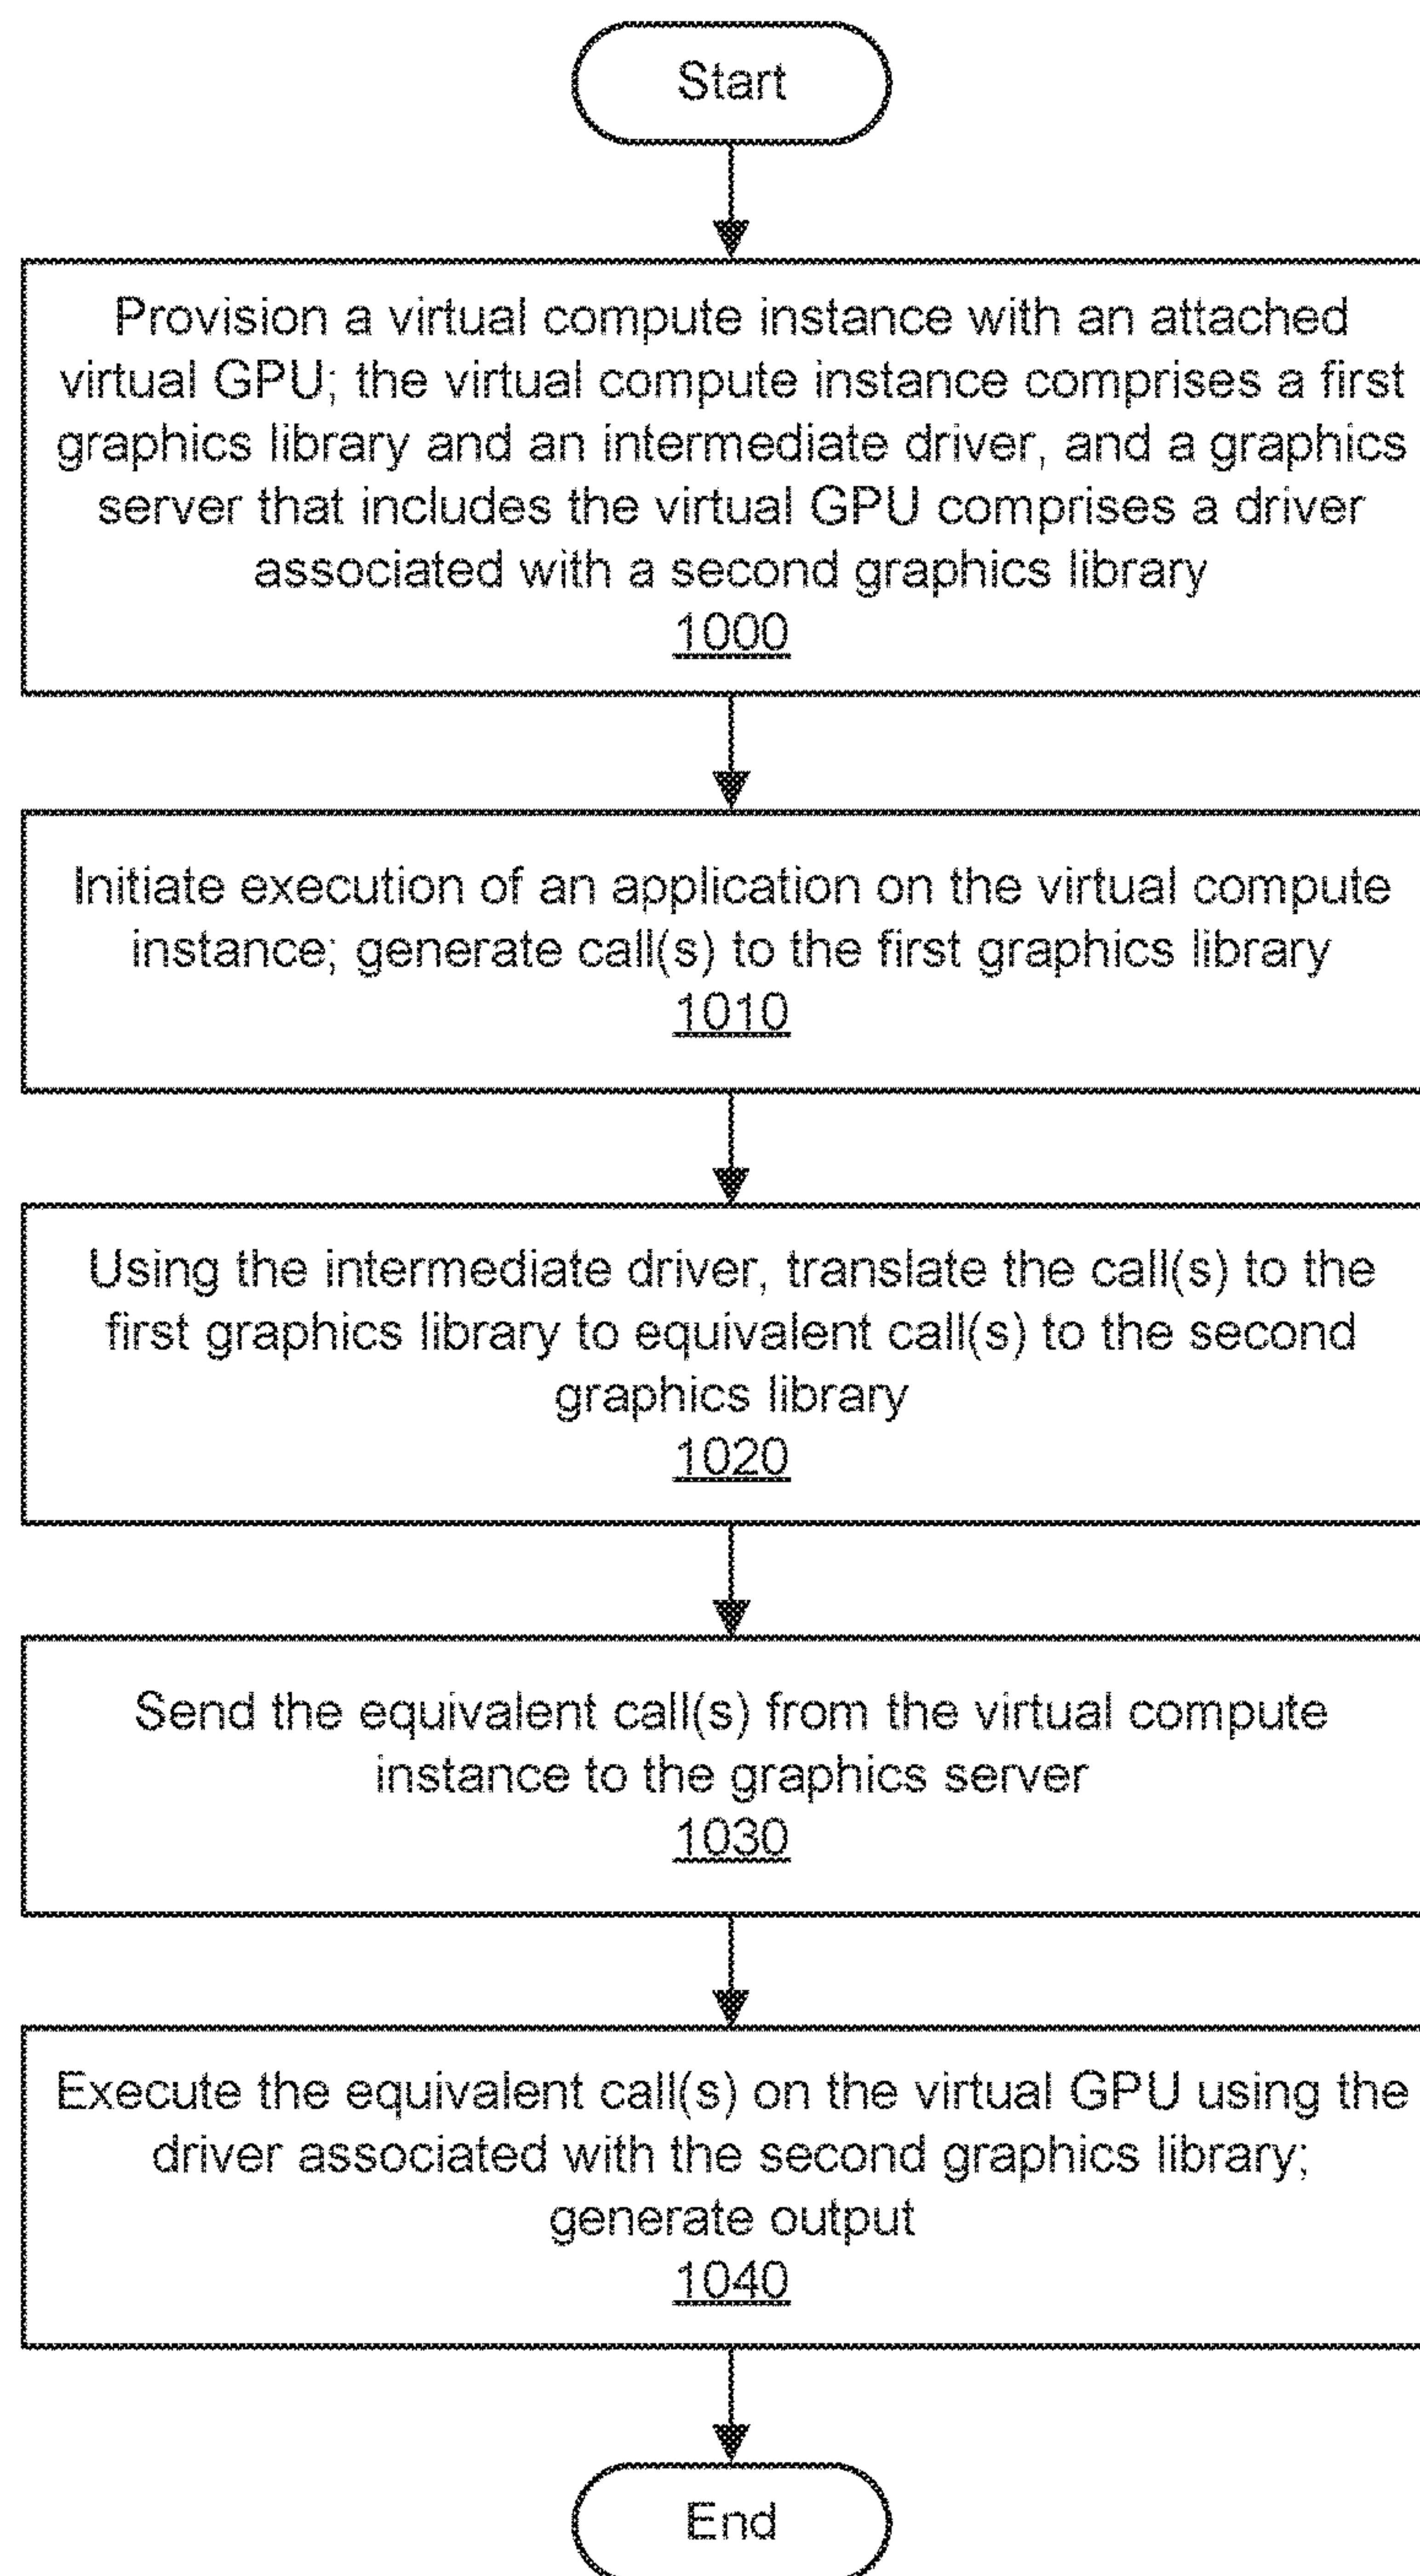 Start
Provision a virtual compute instance with an attached
virtual GPU; the virtual compute instance comprises a first
graphics library and an intermediate driver, and a graphics
server that includes the virtual GPU comprises a driver
associated with a second graphics library
1000
Initiate execution of an application on the virtual compute
instance; generate call(s) to the first graphics library
1010
Using the intermediate driver, translate the call(s) to the
first graphics library to equivalent call(s) to the second
graphics library
1020
Send the equivalent call(s) from the virtual compute
instance to the graphics server
1030
Execute the equivalent call(s) on the virtual GPU using the
driver associated with the second graphics library;
generate output
1040
End